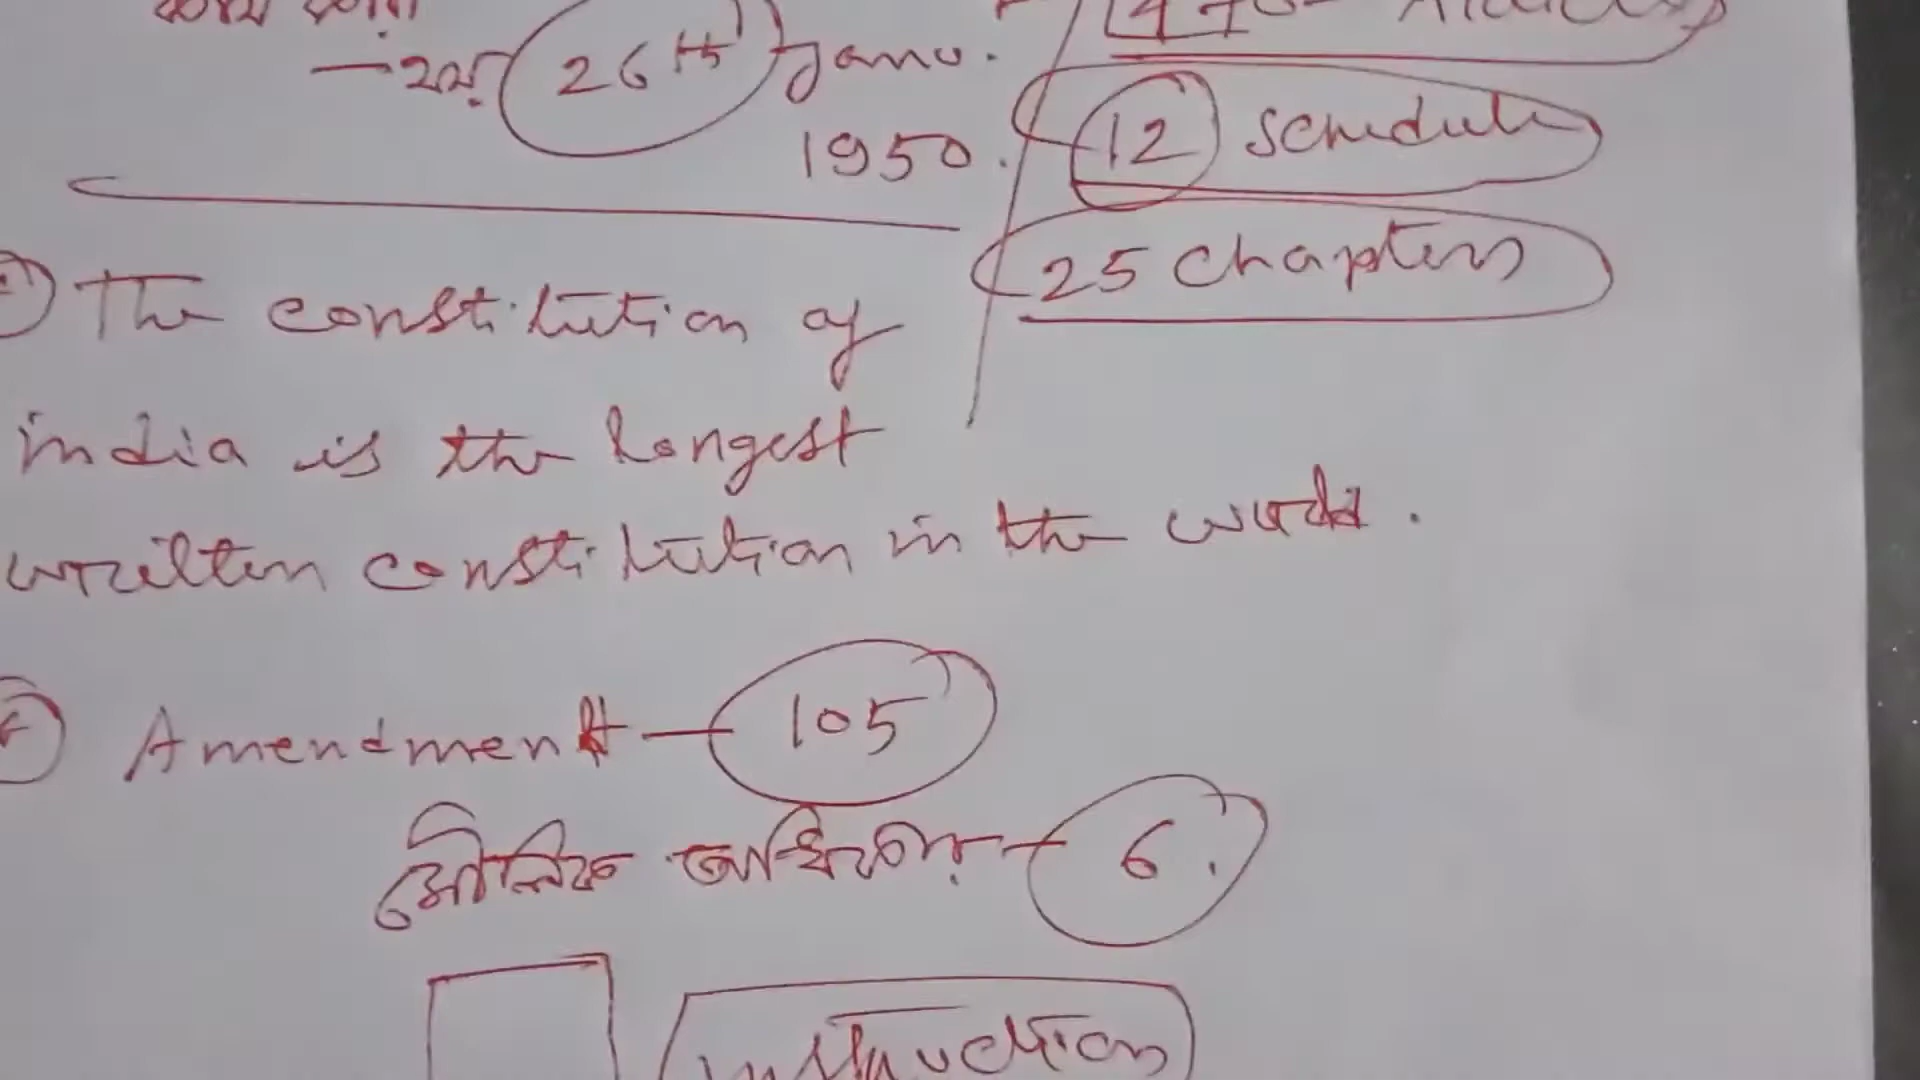 — হয় 26th Janu.
1950.
12 schedule
25 chapters
The constitution of
india is the longest
written constitution in the world.
Amendment — 105
মৌলিক অধিকার — 6.